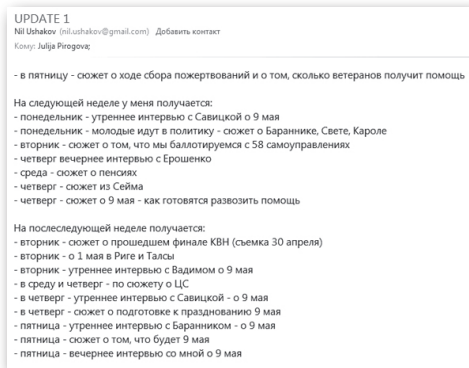 UPDATE 1
Nil Ushakov (nil.ushakov@gmail.com) Добавить контакт
Кому: Julija Pirogova;
- в пятницу - сюжет о ходе сбора пожертвований и о том, сколько ветеранов получит помощь
На следующей неделе у меня получается:
- понедельник - утреннее интервью с Савицкой о 9 мая
- понедельник - молодые идут в политику - сюжет о Бараннике, Свете, Кароле
- вторник - сюжет о том, что мы баллотируемся с 58 самоуправлениях
- четверг вечернее интервью с Ерошенко
- среда - сюжет о пенсиях
- четверг - сюжет из Сейма
- четверг - сюжет о 9 мая - как готовятся развозить помощь
На послеследующей неделе получается:
- вторник - сюжет о прошедшем финале КВН (съемка 30 апреля)
- вторник - о 1 мая в Риге и Талсы
- вторник - утреннее интервью с Вадимом о 9 мая
- в среду и четверг - по сюжету о ЦС
- в четверг - утреннее интервью с Савицкой - о 9 мая
- в четверг - сюжет о подготовке к празднованию 9 мая
- пятница - утреннее интервью с Баранником - о 9 мая
- пятница - сюжет о том, что будет 9 мая
- пятница - вечернее интервью со мной о 9 мая